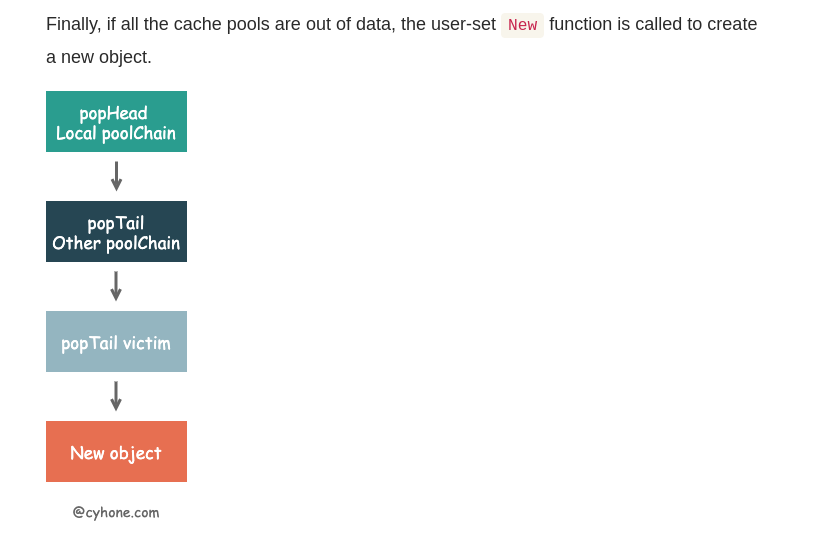 Finally, if all the cache pools are out of data, the user-set New function is called to create
a new object.
popHead
Local poolChain
popTail
Other poolChain
popTail victim
New object
@cyhone.com